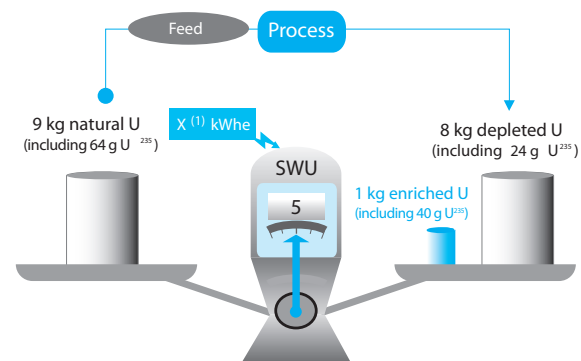 Feed
Process
9 kg natural U
(including 64 g U 235 )
X (1) kWhe
SWU
5
8 kg depleted U
(including 24 g U235 )
1 kg enriched U
(including 40 g U235)